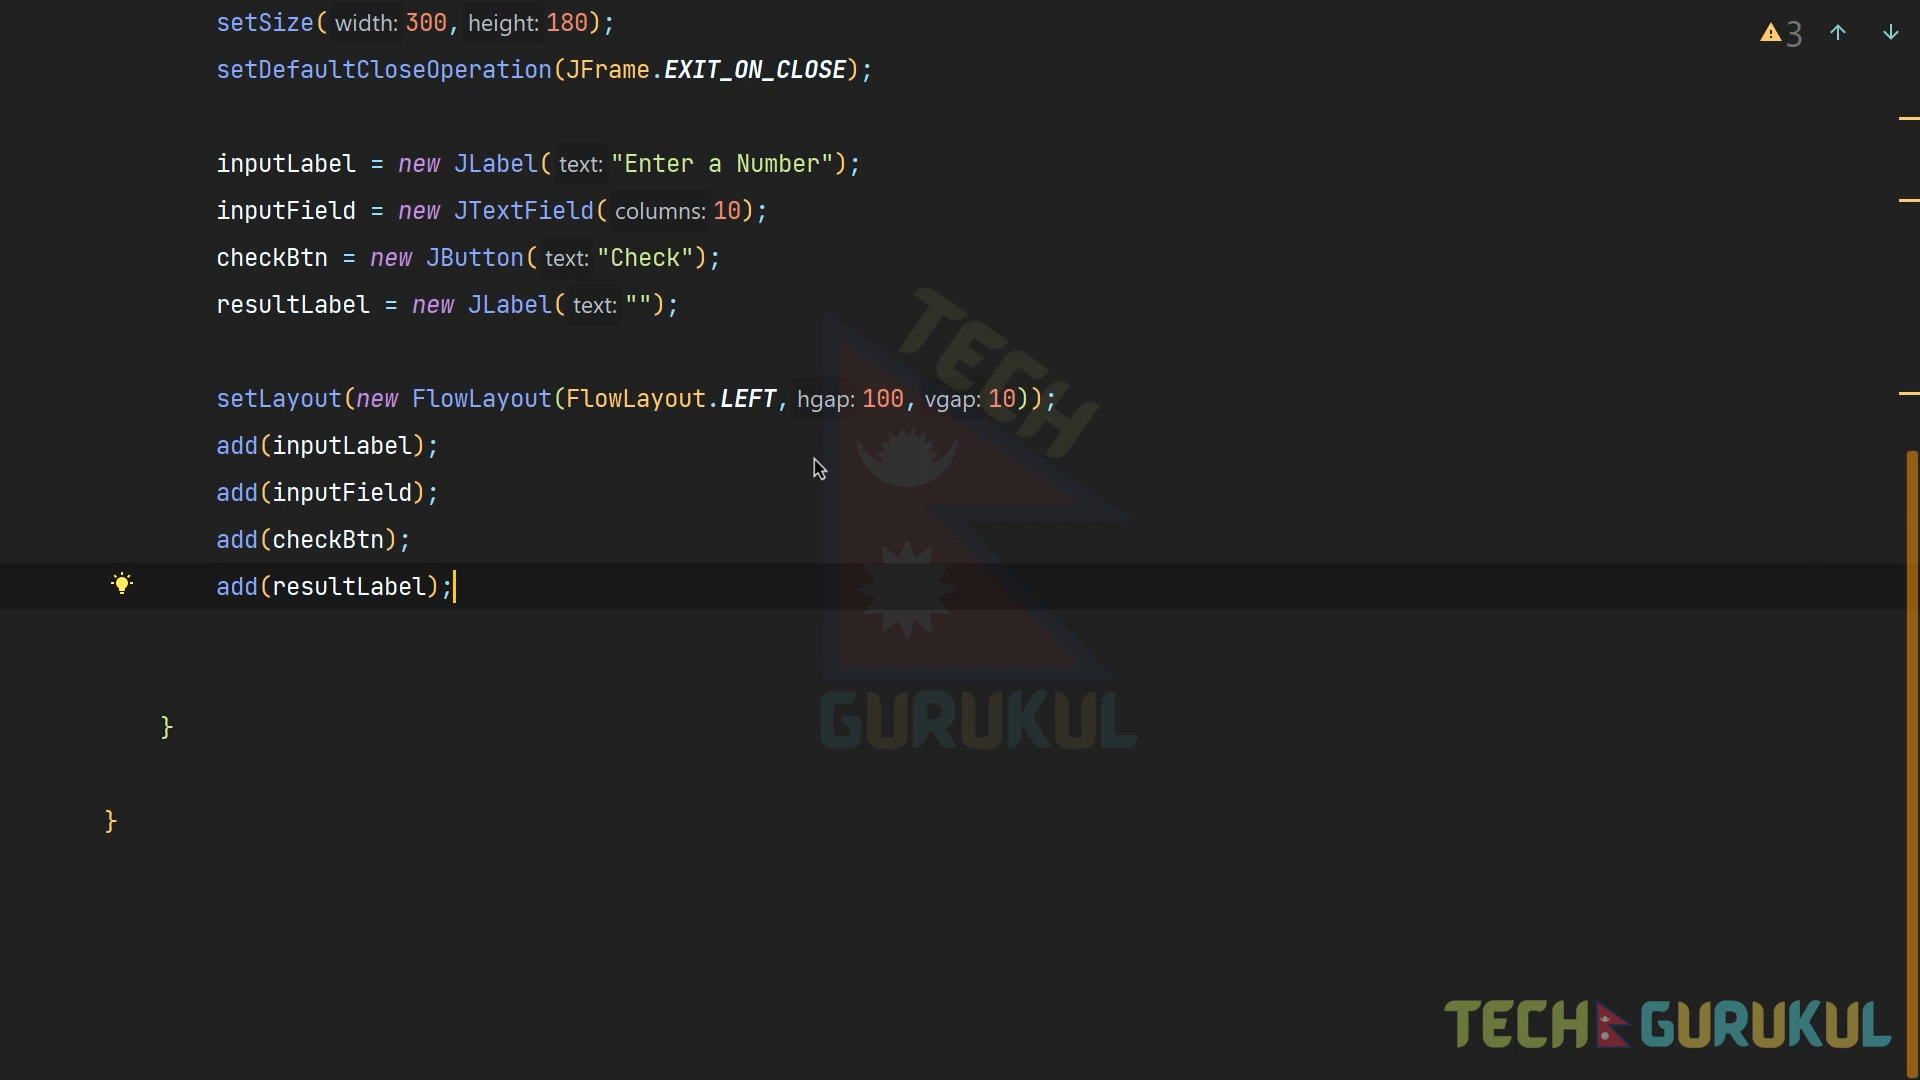 setSize( width: 300, height: 180);
3
setDefaultCloseOperation(JFrame.EXIT_ON_CLOSE);
inputLabel = new JLabel( text: "Enter a Number");
inputField = new JTextField( columns: 10);
checkBtn = new JButton( text: "Check");
resultLabel = new JLabel( text: "");
setLayout(new FlowLayout(FlowLayout.LEFT, hgap: 100, vgap: 10));
add(inputLabel);
add(inputField);
add(checkBtn);
add(resultLabel);
}
}
TECH
GURUKUL
TECH GURUKUL